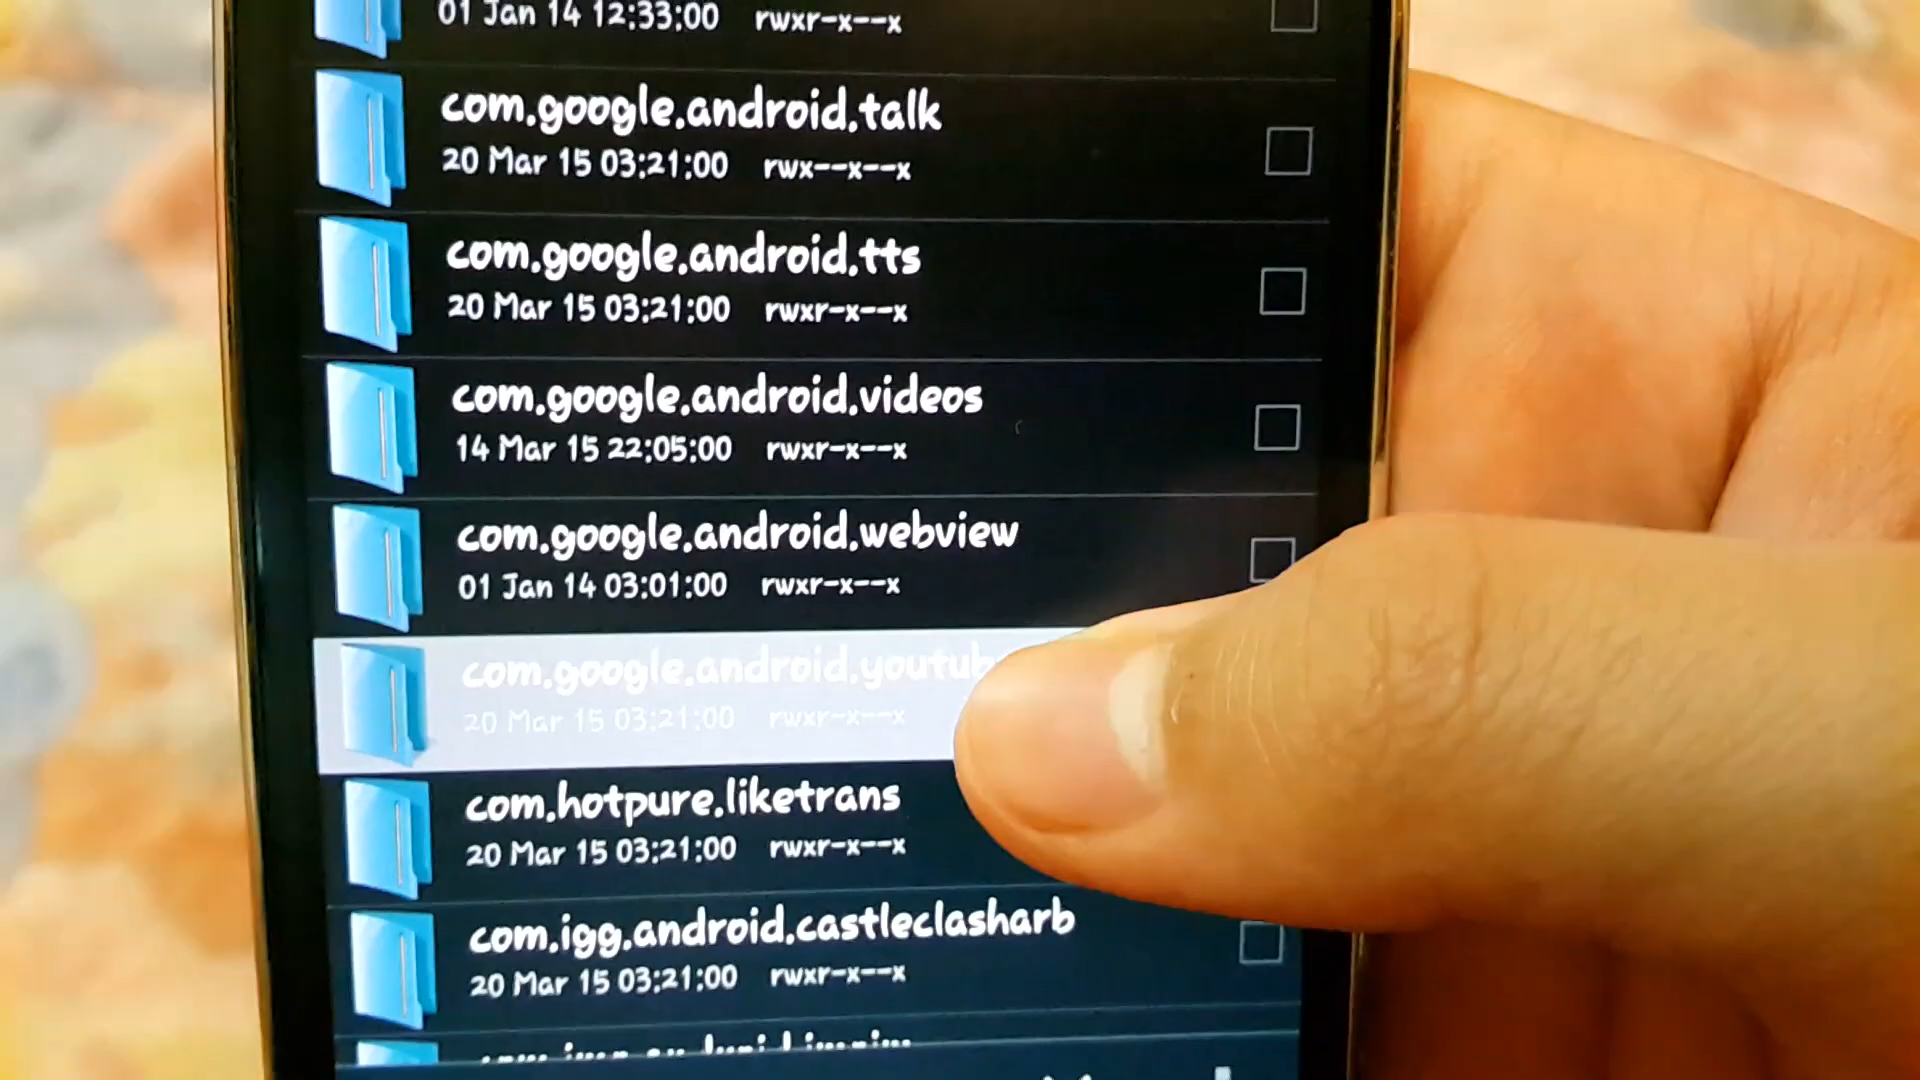 01 Jan 14 12:33:00 rwxr-x--x
com.google.android.talk
20 Mar 15 03:21:00 rwx--x--x
com.google.android.tts
20 Mar 15 03:21:00 rwxr-x--x
com.google.android.videos
14 Mar 15 22:05:00 rwxr-x--x
com.google.android.webview
01 Jan 14 03:01:00 rwxr-x--x
com.google.android.youtub
20 Mar 15 03:21:00 rwxr-x--x
com.hotpure.liketrans
20 Mar 15 03:21:00 rwxr-x--x
com.igg.android.castleclasharb
20 Mar 15 03:21:00 rwxr-x--x